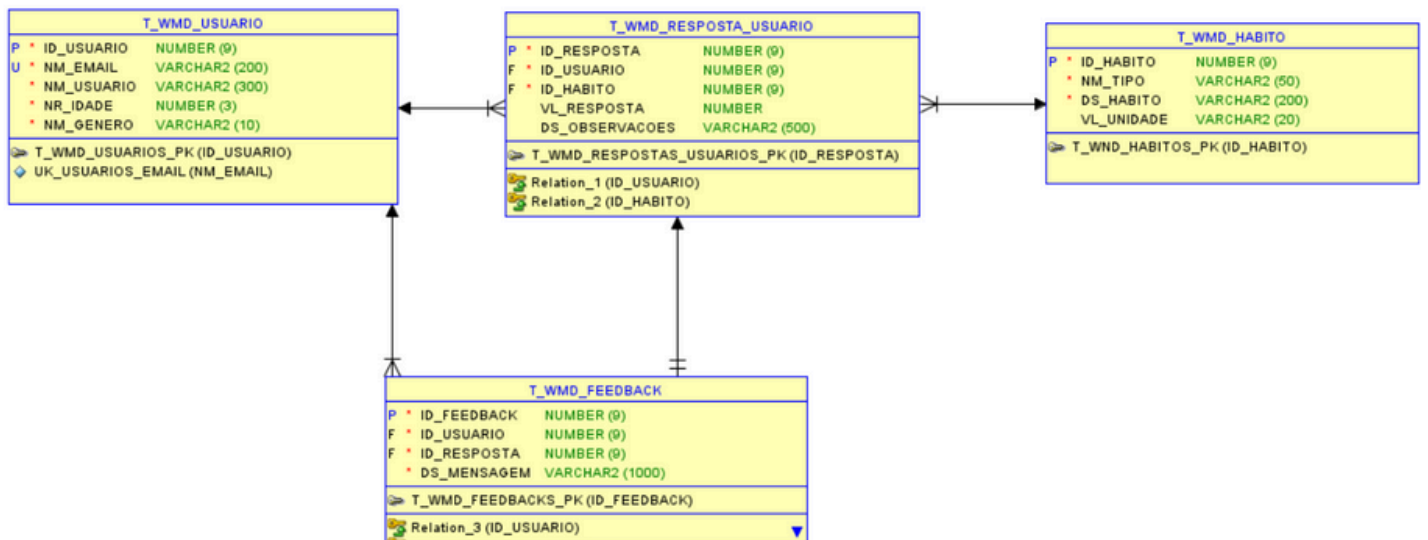 T_WMD_USUARIO
P * ID_USUARIO NUMBER (9)
U * NM_EMAIL VARCHAR2 (200)
* NM_USUARIO VARCHAR2 (300)
* NR_IDADE NUMBER (3)
* NM_GENERO VARCHAR2 (10)
T_WMD_USUARIOS_PK (ID_USUARIO)
UK_USUARIOS_EMAIL (NM_EMAIL)
T_WMD_RESPOSTA_USUARIO
P * ID_RESPOSTA NUMBER (9)
F * ID_USUARIO NUMBER (9)
F * ID_HABITO NUMBER (9)
VL_RESPOSTA NUMBER
DS_OBSERVACOES VARCHAR2 (500)
T_WMD_RESPOSTAS_USUARIOS_PK (ID_RESPOSTA)
Relation_1 (ID_USUARIO)
Relation_2 (ID_HABITO)
T_WMD_HABITO
P * ID_HABITO NUMBER (9)
* NM_TIPO VARCHAR2 (50)
* DS_HABITO VARCHAR2 (200)
VL_UNIDADE VARCHAR2 (20)
T_WND_HABITOS_PK (ID_HABITO)
T_WMD_FEEDBACK
P * ID_FEEDBACK NUMBER (9)
F * ID_USUARIO NUMBER (9)
F * ID_RESPOSTA NUMBER (9)
* DS_MENSAGEM VARCHAR2 (1000)
T_WMD_FEEDBACKS_PK (ID_FEEDBACK)
Relation_3 (ID_USUARIO)